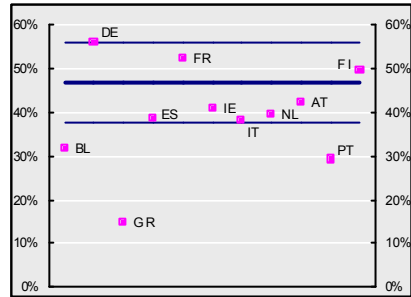 60% 60%
DE
FR
FI
50% 50%
AT
IE
40% ES NL 40%
IT
BL
PT
30% 30%
20% 20%
GR
10% 10%
0% 0%